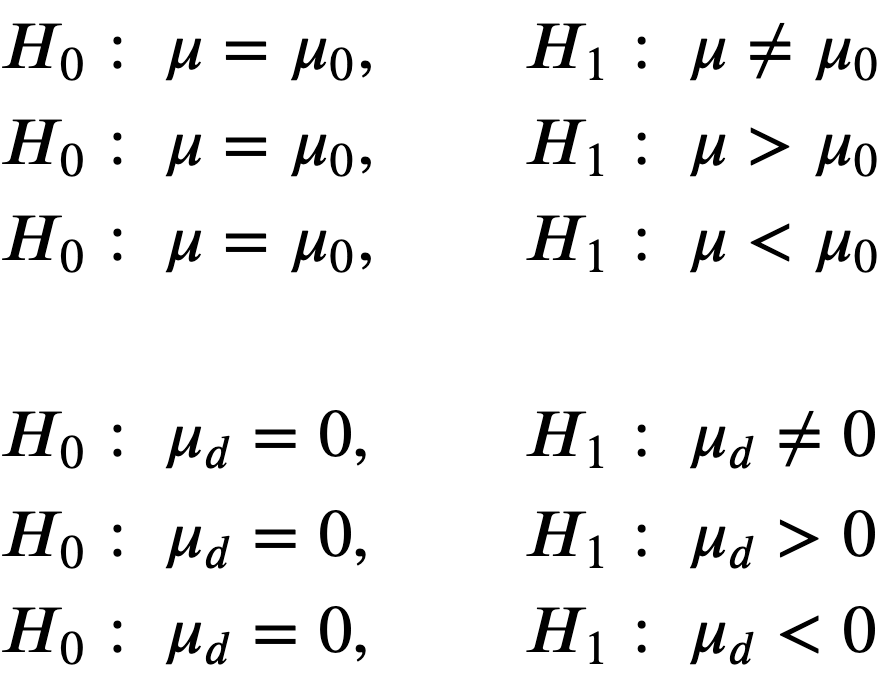 H₀ : μ = μ₀, H₁ : μ ≠ μ₀
H₀ : μ = μ₀, H₁ : μ > μ₀
H₀ : μ = μ₀, H₁ : μ < μ₀
H₀ : μ_d = 0, H₁ : μ_d ≠ 0
H₀ : μ_d = 0, H₁ : μ_d > 0
H₀ : μ_d = 0, H₁ : μ_d < 0